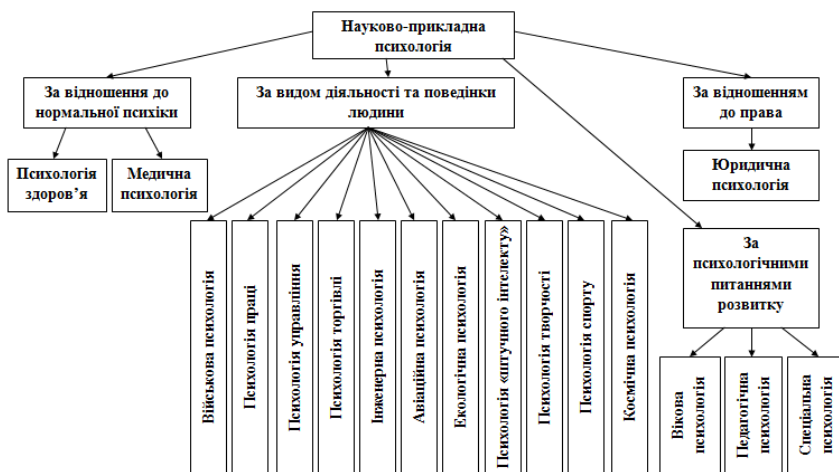 Науково-прикладна
психологія
За відношення до
нормальної психіки
За видом діяльності та поведінки
людини
За відношенням
до права
Психологія
здоров’я
Медична
психологія
Юридична
психологія
Військова психологія
Психологія праці
Психологія управління
Психологія торгівлі
Інженерна психологія
Авіаційна психологія
Екологічна психологія
Психологія «штучного інтелекту»
Психологія творчості
Психологія спорту
Космічна психологія
За
психологічними
питаннями
розвитку
Вікова
психологія
Педагогічна
психологія
Спеціальна
психологія